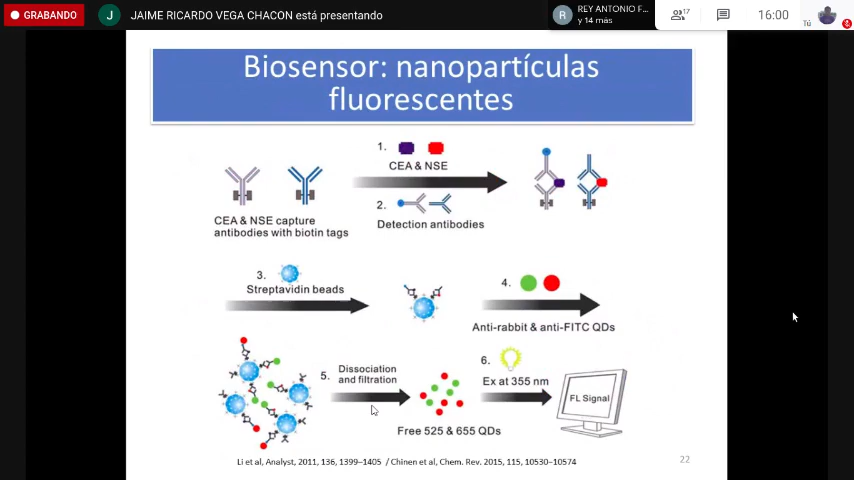 GRABANDO
J
JAIME RICARDO VEGA CHACON está presentando
R
REY ANTONIO F...
y 14 más
17
16:00
Tú
Biosensor: nanopartículas
fluorescentes
1.
CEA & NSE
2.
Detection antibodies
CEA & NSE capture
antibodies with biotin tags
3.
Streptavidin beads
4.
Anti-rabbit & anti-FITC QDs
5.
Dissociation
and filtration
Free 525 & 655 QDs
6.
Ex at 355 nm
FL Signal
Li et al, Analyst, 2011, 136, 1399–1405 / Chinen et al, Chem. Rev. 2015, 115, 10530–10574
22